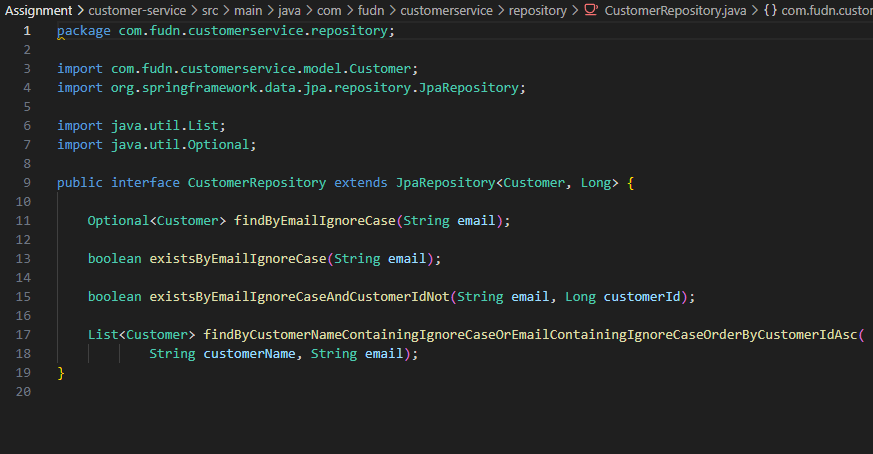 Assignment > customer-service > src > main > java > com > fudn > customerservice > repository > CustomerRepository.java > {} com.fudn.custor
1 package com.fudn.customerservice.repository;
2
3 import com.fudn.customerservice.model.Customer;
4 import org.springframework.data.jpa.repository.JpaRepository;
5
6 import java.util.List;
7 import java.util.Optional;
8
9 public interface CustomerRepository extends JpaRepository<Customer, Long> {
10
11     Optional<Customer> findByEmailIgnoreCase(String email);
12
13     boolean existsByEmailIgnoreCase(String email);
14
15     boolean existsByEmailIgnoreCaseAndCustomerIdNot(String email, Long customerId);
16
17     List<Customer> findByCustomerNameContainingIgnoreCaseOrEmailContainingIgnoreCaseOrderByCustomerIdAsc(
18             String customerName, String email);
19 }
20